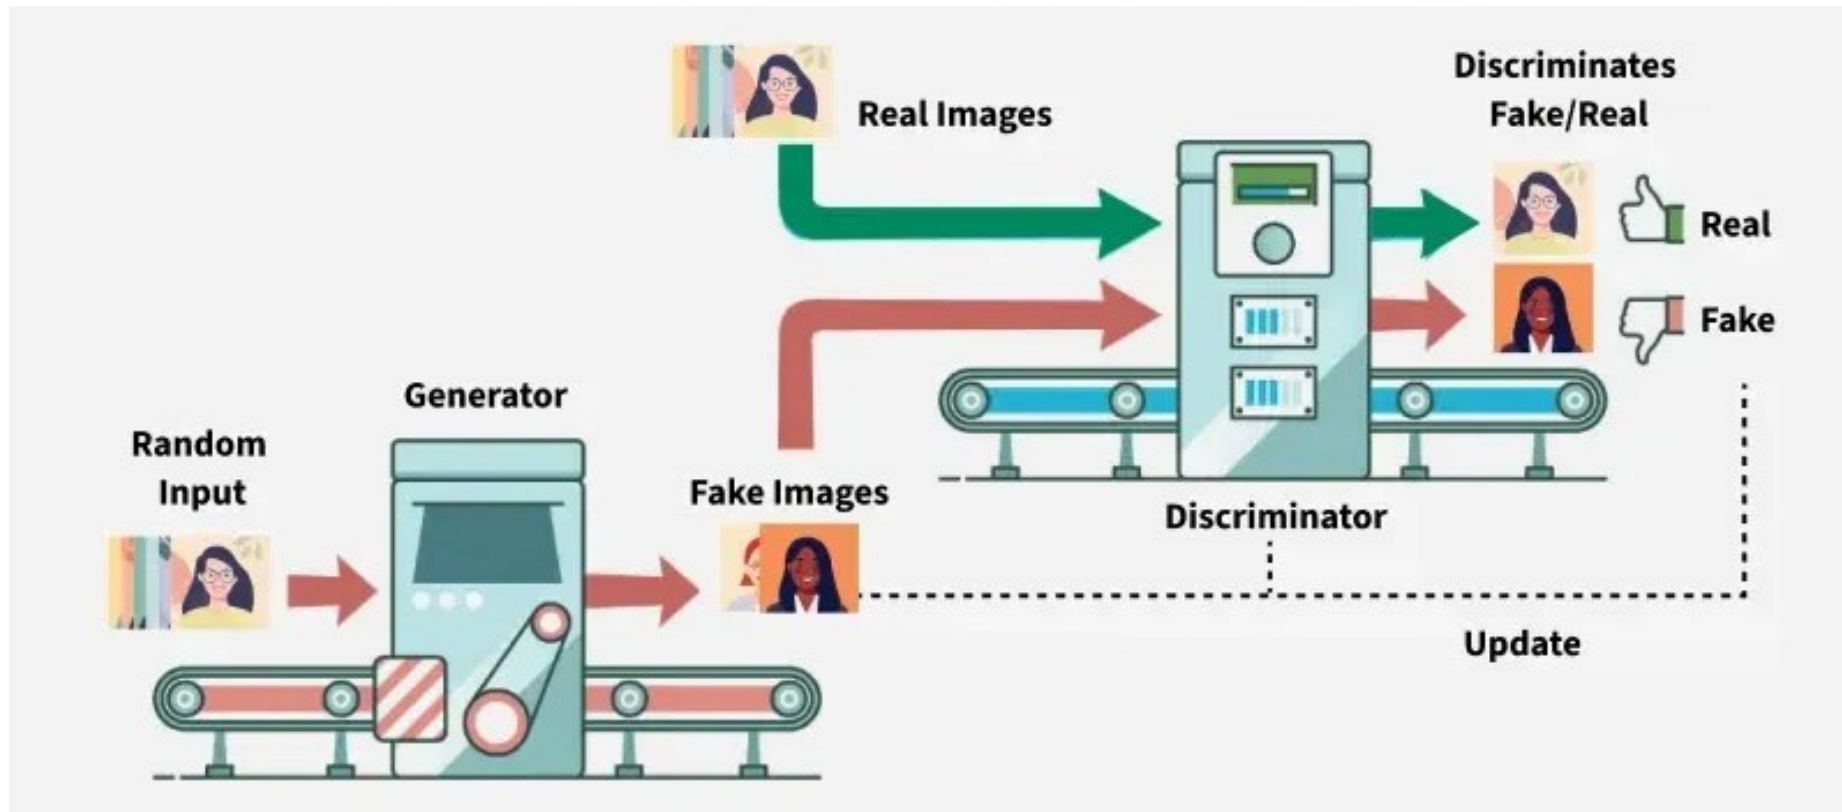 Real Images
Discriminates
Fake/Real
Real
Fake
Generator
Random
Input
Fake Images
Discriminator
Update